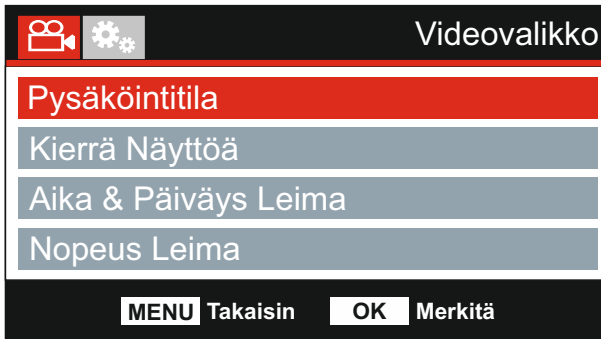 Videovalikko
Pysäköintitila
Kierrä Näyttöä
Aika & Päiväys Leima
Nopeus Leima
MENU Takaisin OK Merkitä